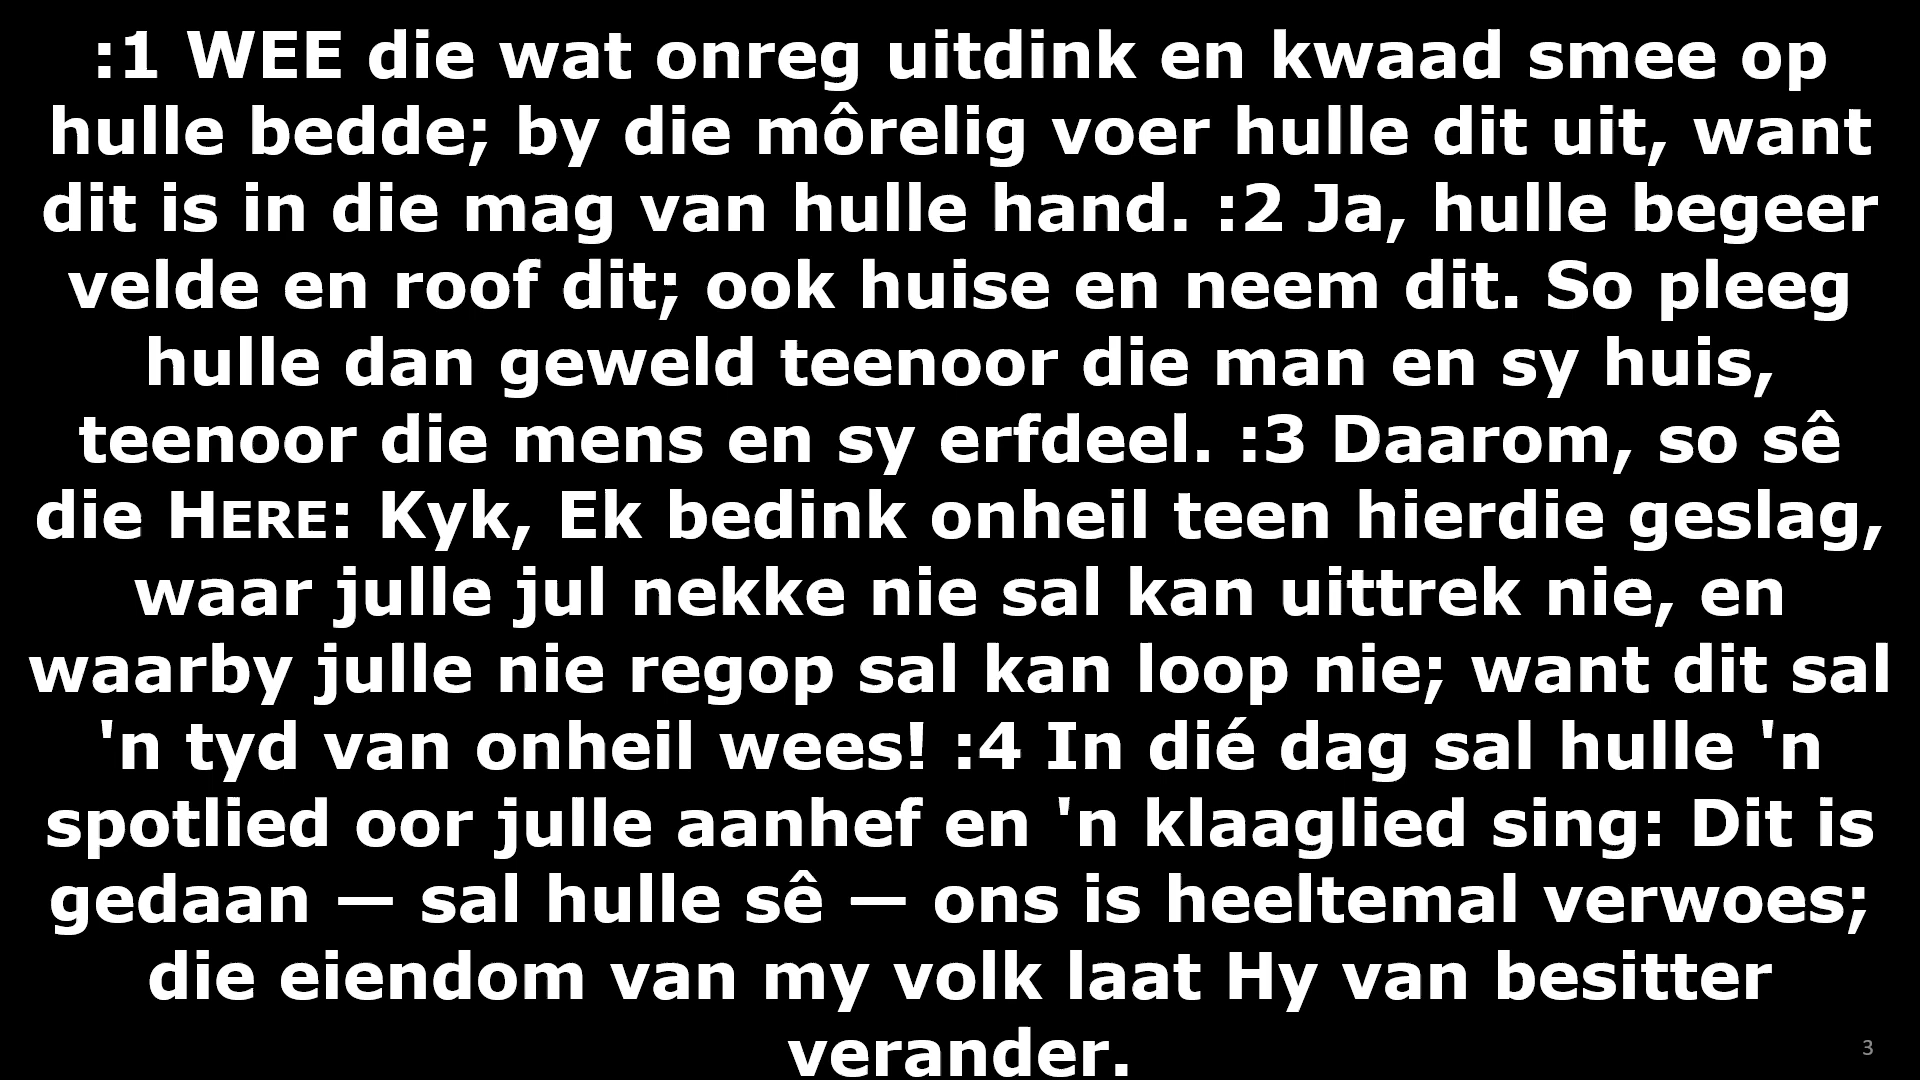 :1 WEE die wat onreg uitdink en kwaad smee op
hulle bedde; by die môrelig voer hulle dit uit, want
dit is in die mag van hulle hand. :2 Ja, hulle begeer
velde en roof dit; ook huise en neem dit. So pleeg
hulle dan geweld teenoor die man en sy huis,
teenoor die mens en sy erfdeel. :3 Daarom, so sê
die HERE: Kyk, Ek bedink onheil teen hierdie geslag,
waar julle jul nekke nie sal kan uittrek nie, en
waarby julle nie regop sal kan loop nie; want dit sal
'n tyd van onheil wees! :4 In dié dag sal hulle 'n
spotlied oor julle aanhef en 'n klaaglied sing: Dit is
gedaan — sal hulle sê — ons is heeltemal verwoes;
die eiendom van my volk laat Hy van besitter
verander.
3